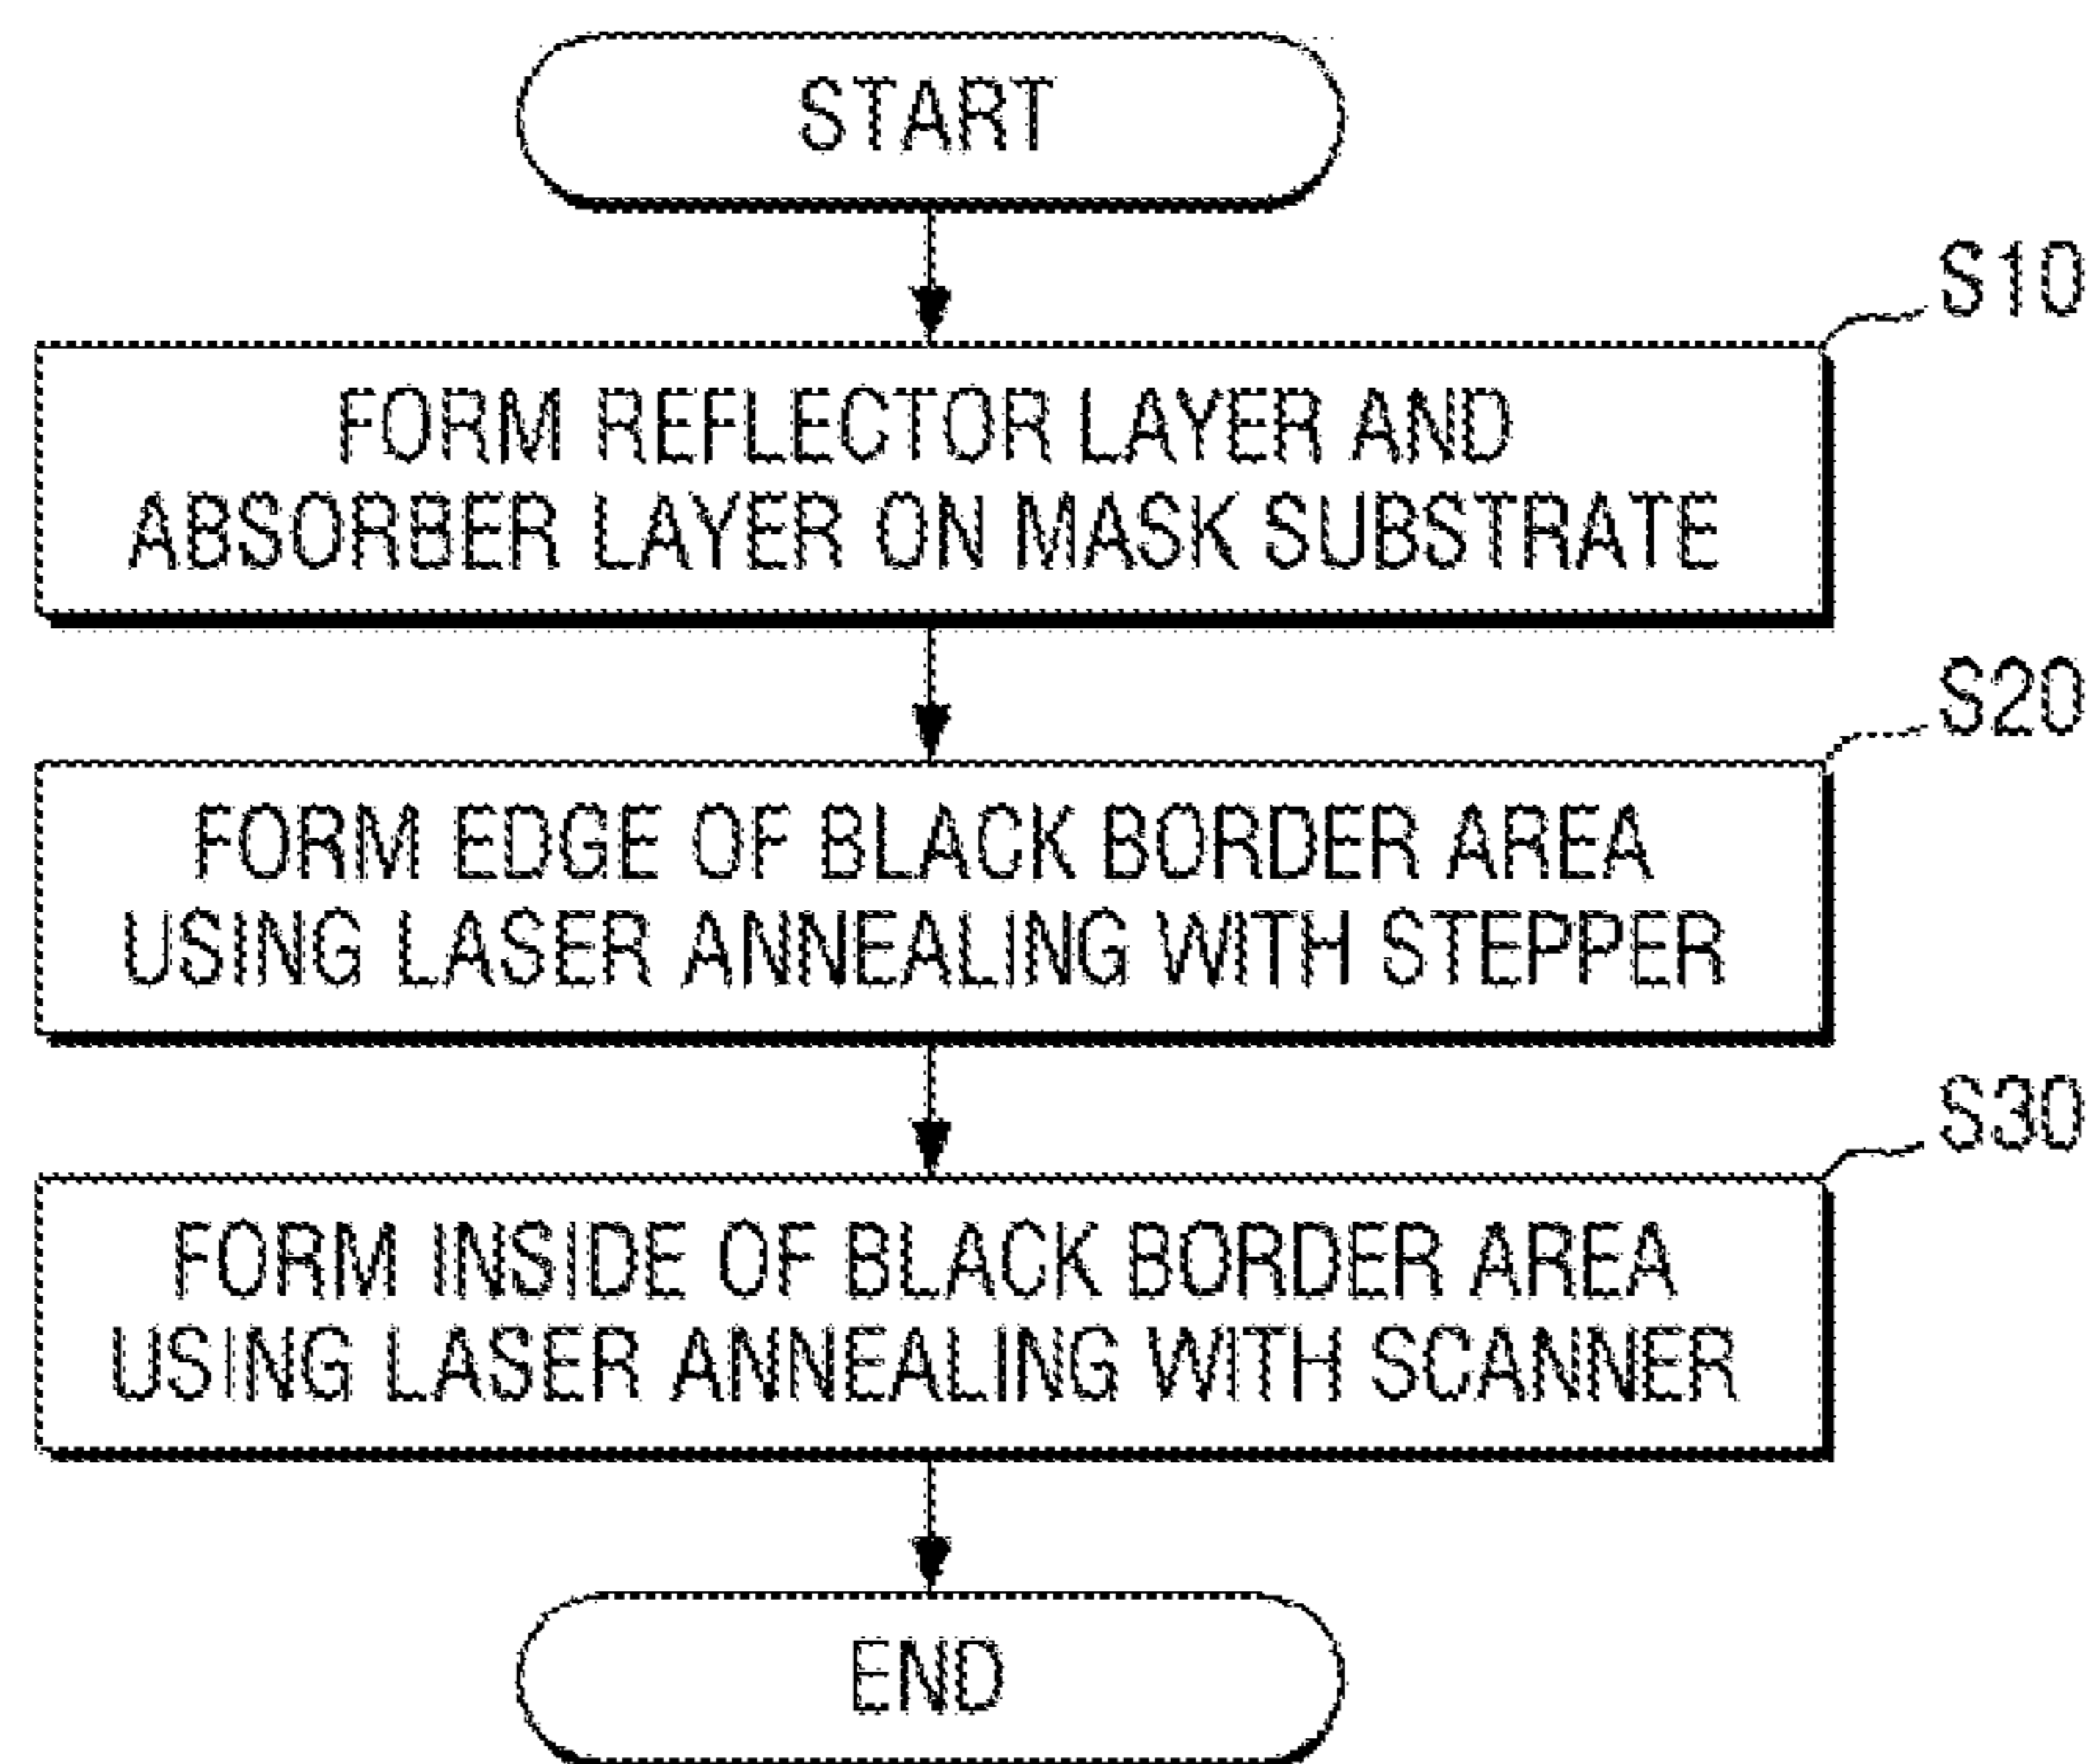 START
S10
FORM REFLECTOR LAYER AND
ABSORBER LAYER ON MASK SUBSTRATE
S20
FORM EDGE OF BLACK BORDER AREA
USING LASER ANNEALING WITH STEPPER
S30
FORM INSIDE OF BLACK BORDER AREA
USING LASER ANNEALING WITH SCANNER
END